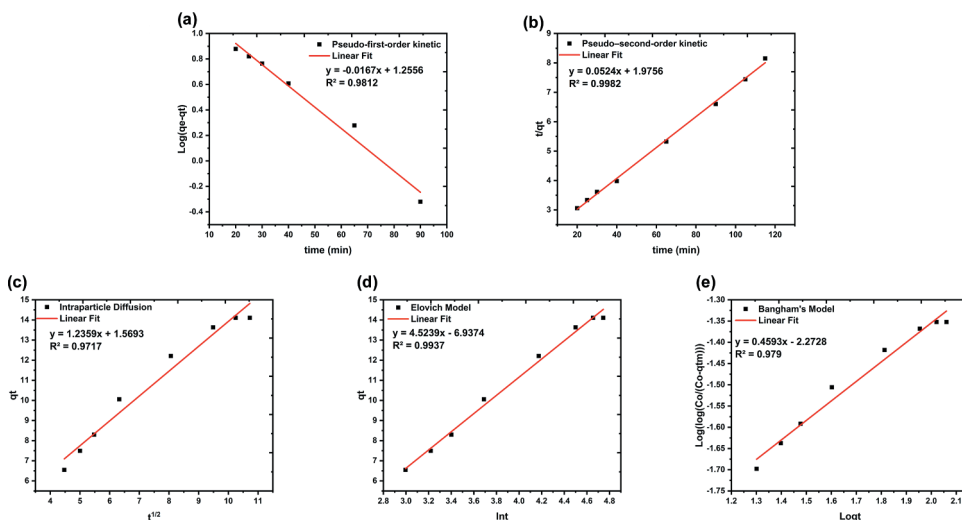 (a)
Pseudo-first-order kinetic
Linear Fit
y = -0.0167x + 1.2556
R² = 0.9812
Log(qe-qt)
1.0
0.8
0.6
0.4
0.2
0.0
-0.2
-0.4
10 20 30 40 50 60 70 80 90 100
time (min)
(b)
Pseudo–second-order kinetic
Linear Fit
y = 0.0524x + 1.9756
R² = 0.9982
t/qt
9
8
7
6
5
4
3
20 40 60 80 100 120
time (min)
(c)
Intraparticle Diffusion
Linear Fit
y = 1.2359x + 1.5693
R² = 0.9717
qt
15
14
13
12
11
10
9
8
7
6
4 5 6 7 8 9 10 11
t^{1/2}
(d)
Elovich Model
Linear Fit
y = 4.5239x - 6.9374
R² = 0.9937
qt
15
14
13
12
11
10
9
8
7
6
2.8 3.0 3.2 3.4 3.6 3.8 4.0 4.2 4.4 4.6 4.8
lnt
(e)
Bangham's Model
Linear Fit
y = 0.4593x - 2.2728
R² = 0.979
Log(log(Co/(Co-qtm)))
-1.30
-1.35
-1.40
-1.45
-1.50
-1.55
-1.60
-1.65
-1.70
-1.75
1.2 1.3 1.4 1.5 1.6 1.7 1.8 1.9 2.0 2.1
Logt